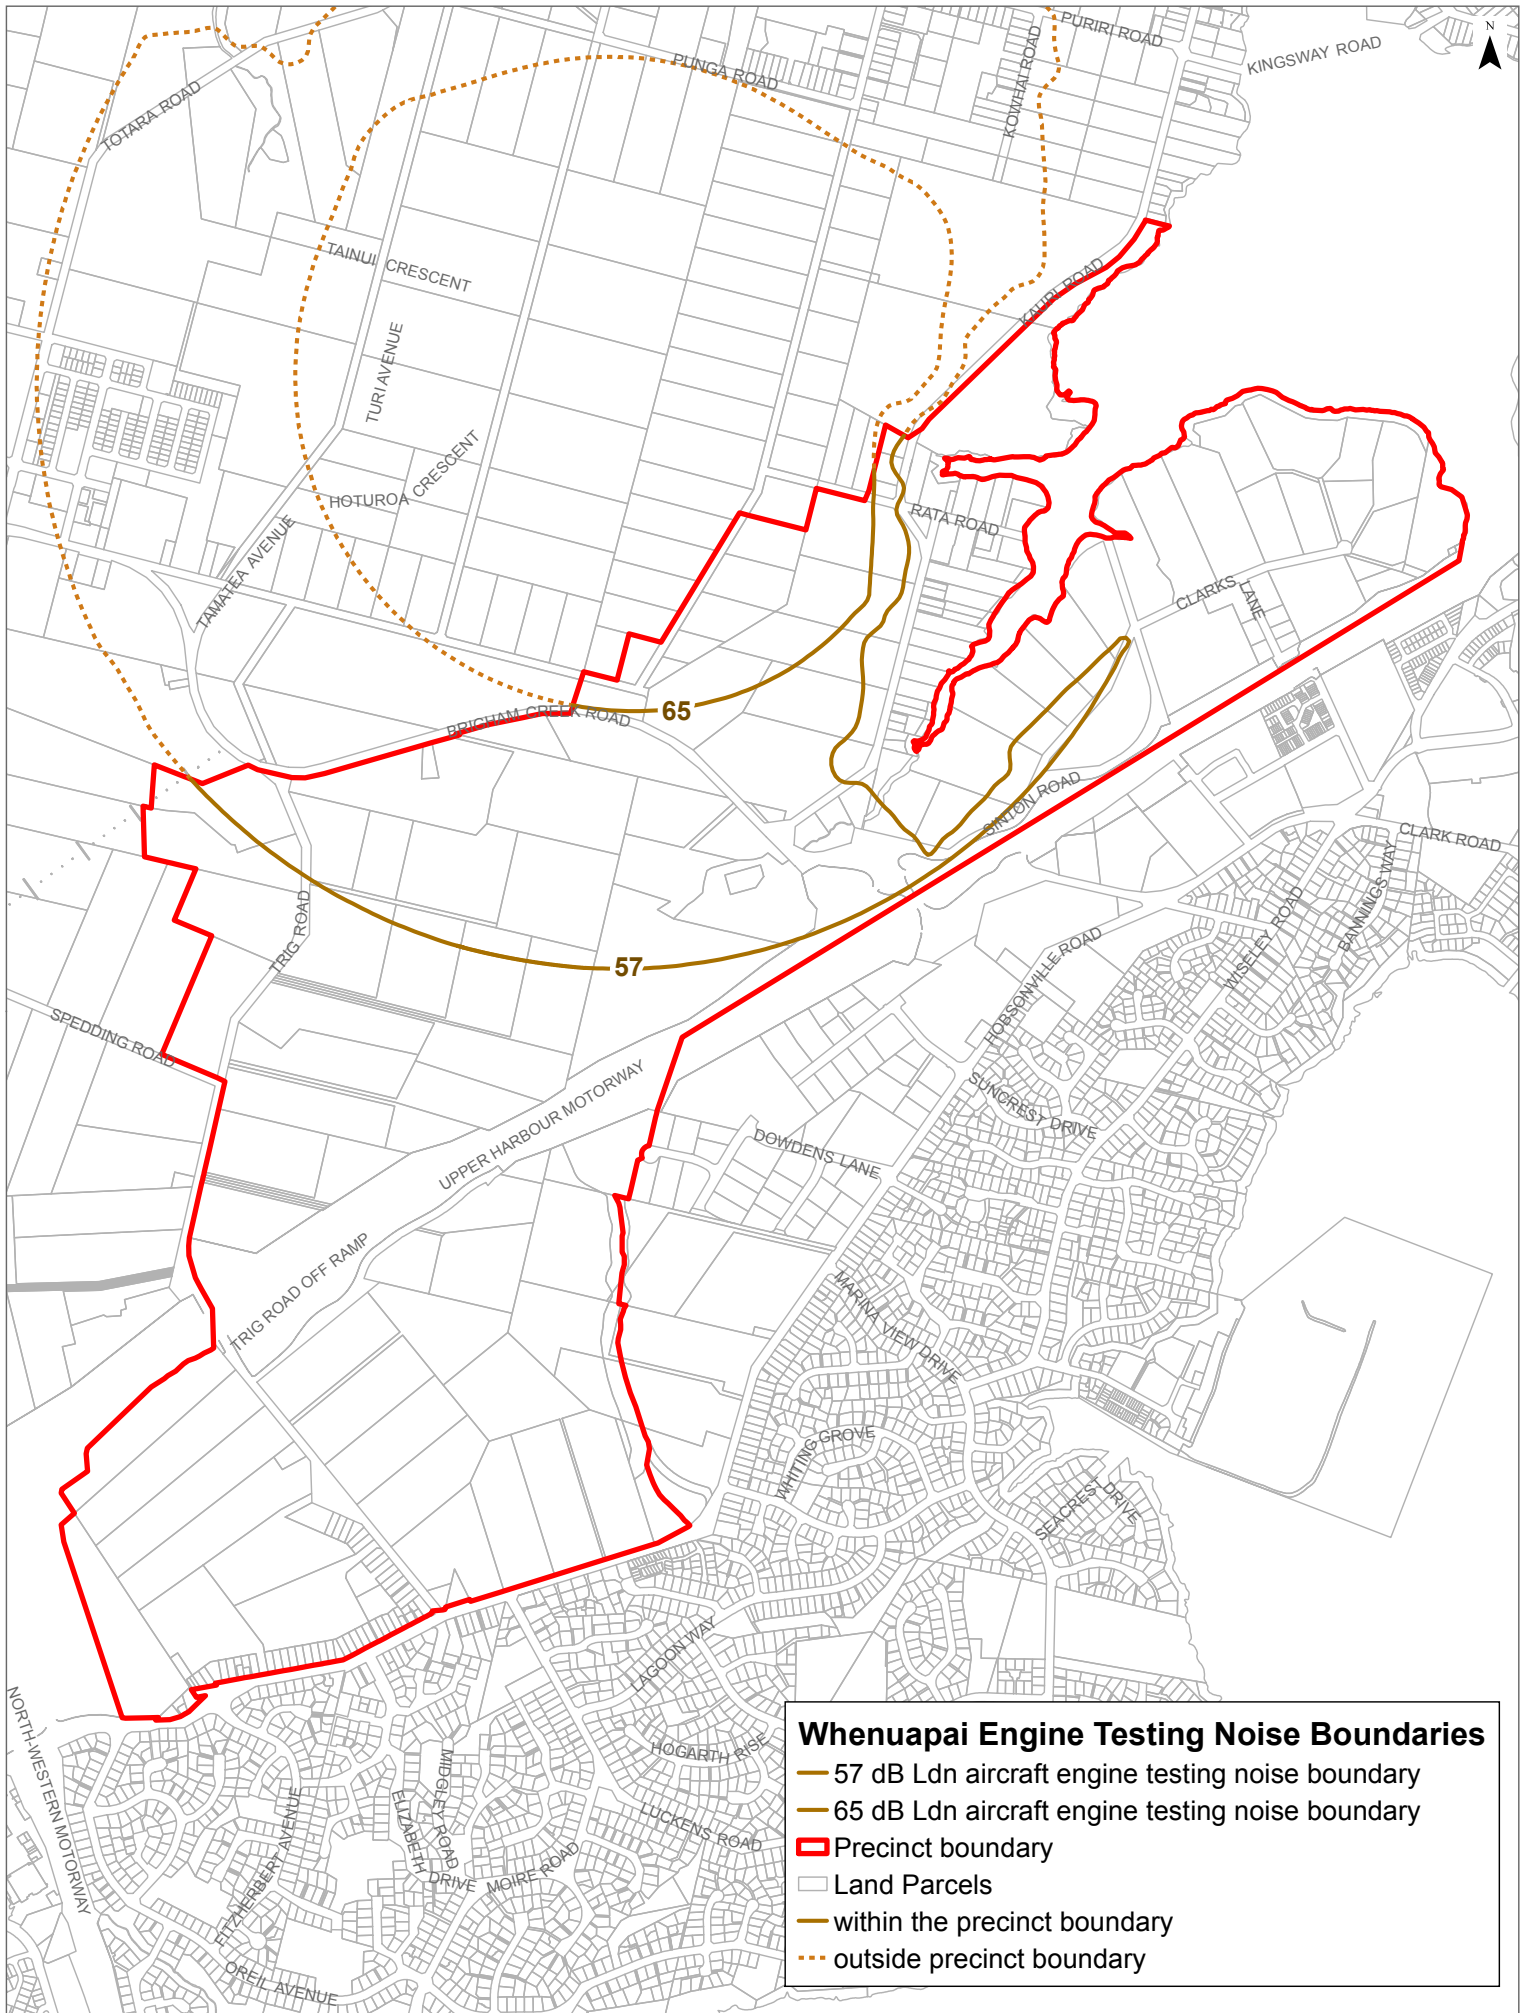 N
PURIRI ROAD
KINGSWAY ROAD
PUNGA ROAD
KOWHAI ROAD
TOTARA ROAD
TAINUI CRESCENT
KAURI ROAD
TURI AVENUE
HOTUROA CRESCENT
RATA ROAD
TAMATEA AVENUE
CLARKS LANE
65
BRIGHAM CREEK ROAD
SINTON ROAD
CLARK ROAD
BANNINGS WAY
WISELEY ROAD
TRIG ROAD
57
HOBSONVILLE ROAD
SPEDDING ROAD
UPPER HARBOUR MOTORWAY
SUNCREST DRIVE
DOWDENS LANE
TRIG ROAD OFF RAMP
MARINA VIEW DRIVE
WHITING GROVE
SEACREST DRIVE
LAGOON WAY
NORTH-WESTERN MOTORWAY
HOGARTH RISE
MIDGLEY ROAD
ELIZABETH DRIVE
LUCKENS ROAD
MOIRE ROAD
FITZHERBERT AVENUE
OREIL AVENUE
Whenuapai Engine Testing Noise Boundaries
57 dB Ldn aircraft engine testing noise boundary
65 dB Ldn aircraft engine testing noise boundary
Precinct boundary
Land Parcels
within the precinct boundary
outside precinct boundary